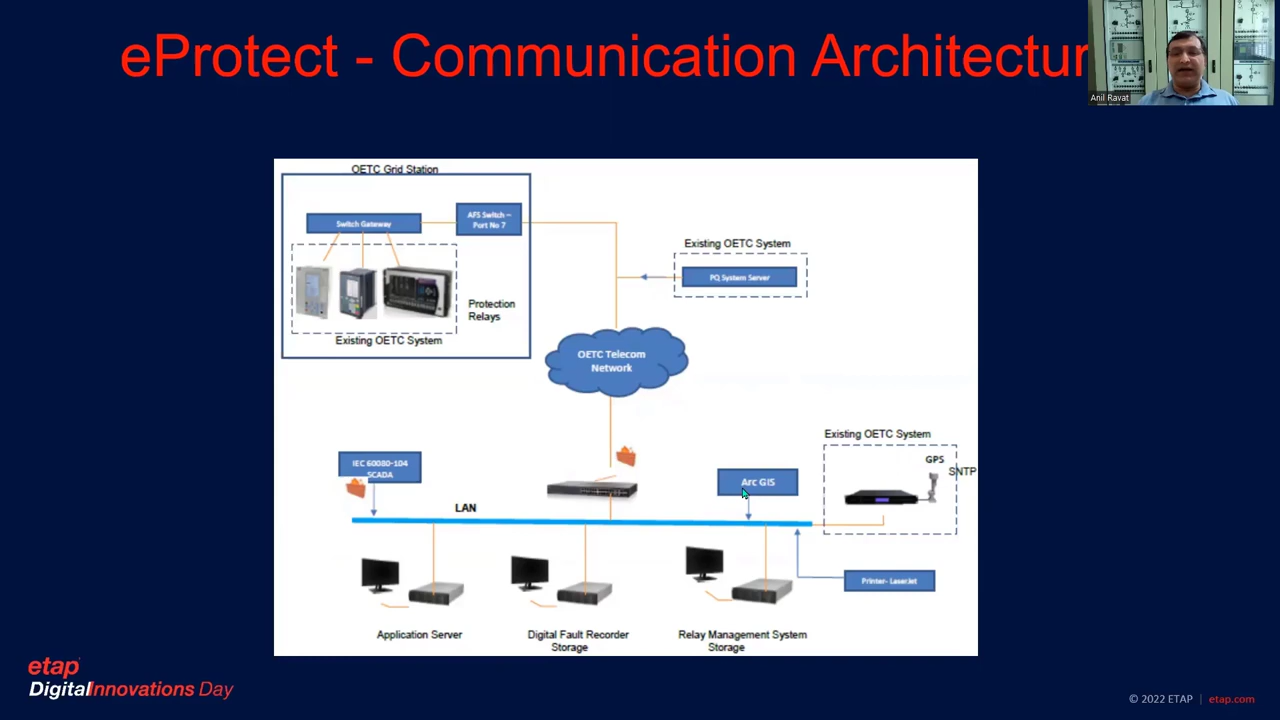 eProtect - Communication Architectur
Anil Ravat
OETC Grid Station
Switch Gateway
AFS Switch –
Port No 7
Protection
Relays
Existing OETC System
Existing OETC System
PQ System Server
OETC Telecom
Network
IEC 60080-104
SCADA
LAN
Arc GIS
Existing OETC System
GPS
SNTP
Printer- LaserJet
Application Server
Digital Fault Recorder
Storage
Relay Management System
Storage
etap
DigitalInnovations Day
© 2022 ETAP | etap.com